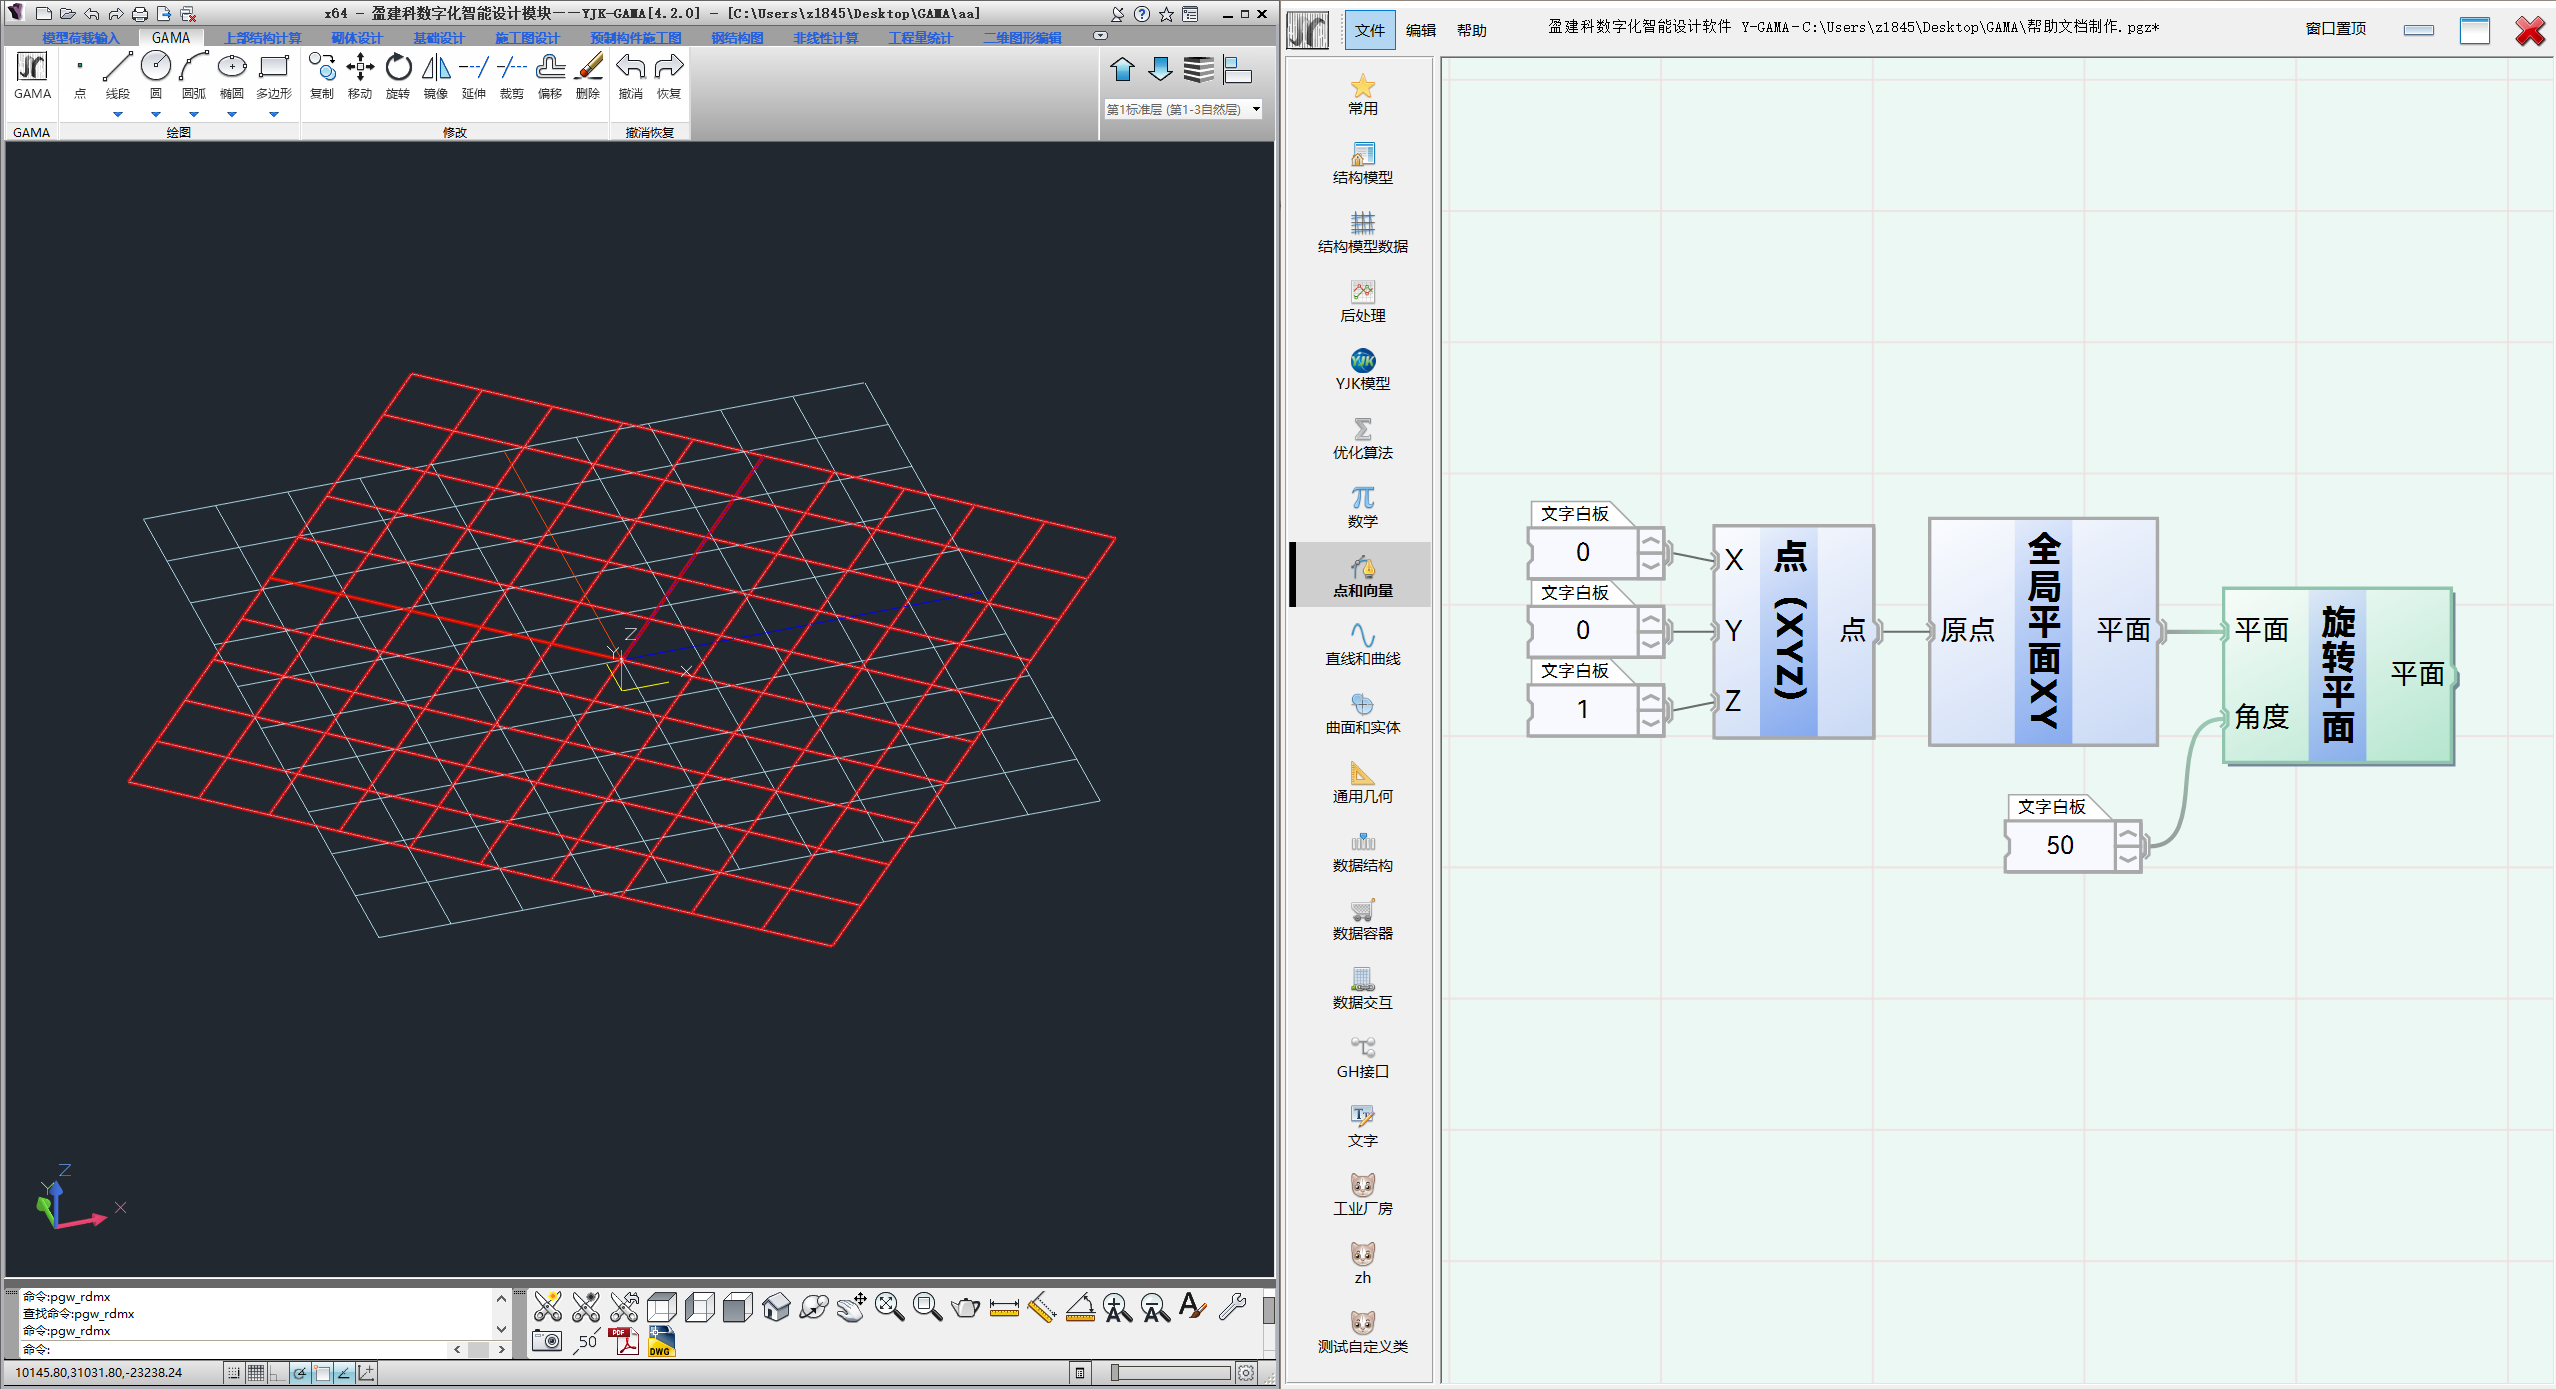 x64 - 盈建科数字化智能设计模块——YJK-GAMA[4.2.0] - [C:\Users\z1845\Desktop\GAMA\aa]
模型荷载输入 GAMA 上部结构计算 砌体设计 基础设计 施工图设计 预制构件施工图 钢结构图 非线性计算 工程量统计 二维图形编辑
GAMA 点 线段 圆 圆弧 椭圆 多边形 复制 移动 旋转 镜像 延伸 裁剪 偏移 删除 撤消 恢复
第1标准层 (第1-3自然层)
GAMA 绘图 修改 撤消恢复
Z
Y
X
Z
Y
X
命令:pgw_rdmx
查找命令:pgw_rdmx
命令:pgw_rdmx
命令:
50
PDF
DWG
10145.80,31031.80,-23238.24
文件 编辑 帮助
盈建科数字化智能设计软件 Y-GAMA-C:\Users\z1845\Desktop\GAMA\帮助文档制作.pgz*
窗口置顶
常用
结构模型
结构模型数据
后处理
YJK
YJK模型
优化算法
数学
点和向量
直线和曲线
曲面和实体
通用几何
数据结构
数据容器
数据交互
GH接口
文字
工业厂房
zh
测试自定义类
文字白板
0
文字白板
0
文字白板
1
X
Y
Z
点（XYZ）
点
原点
全局平面XY
平面
平面
角度
旋转平面
平面
文字白板
50